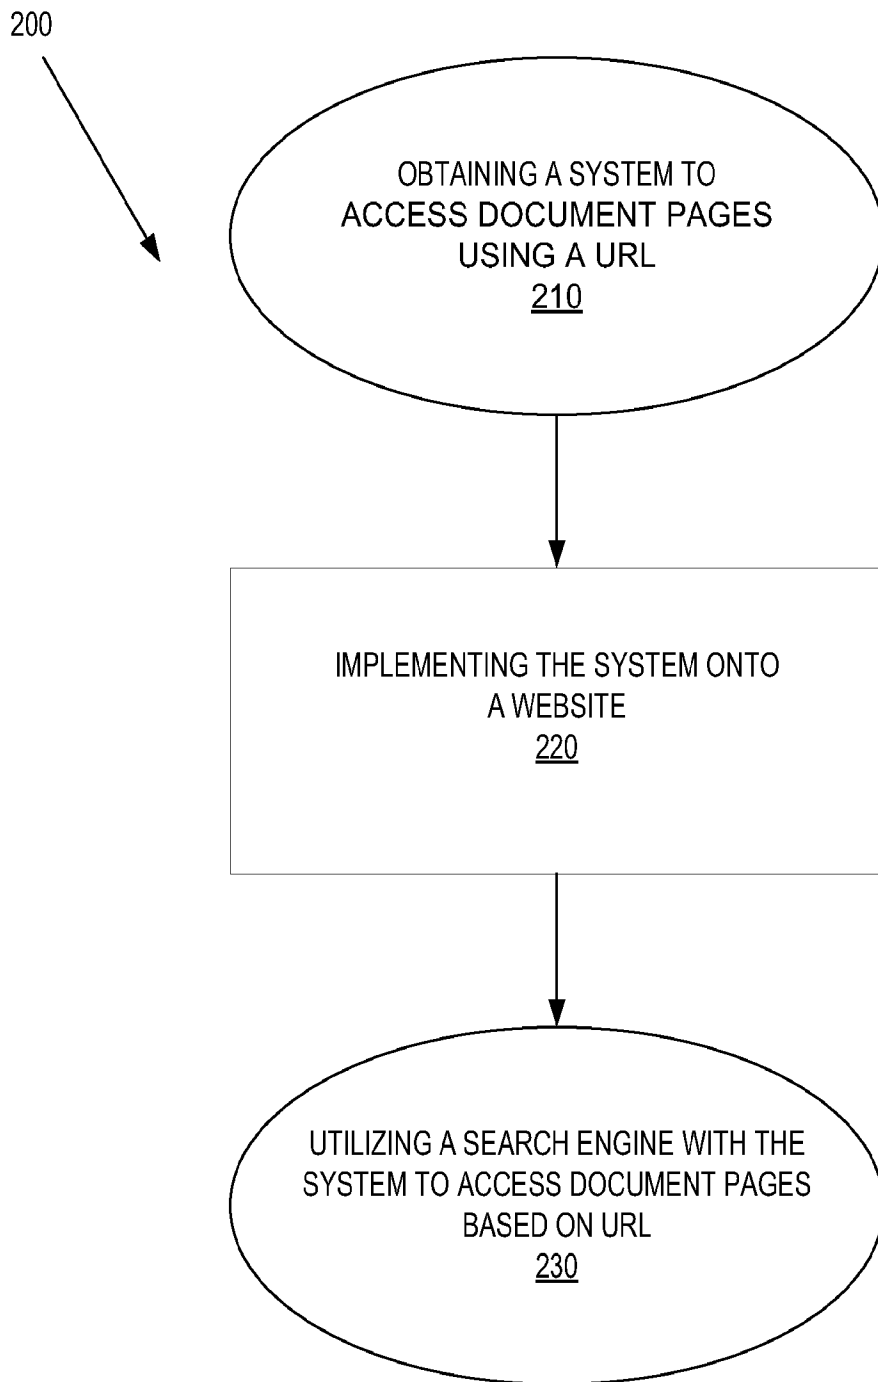 200
OBTAINING A SYSTEM TO
ACCESS DOCUMENT PAGES
USING A URL
210
IMPLEMENTING THE SYSTEM ONTO
A WEBSITE
220
UTILIZING A SEARCH ENGINE WITH THE
SYSTEM TO ACCESS DOCUMENT PAGES
BASED ON URL
230